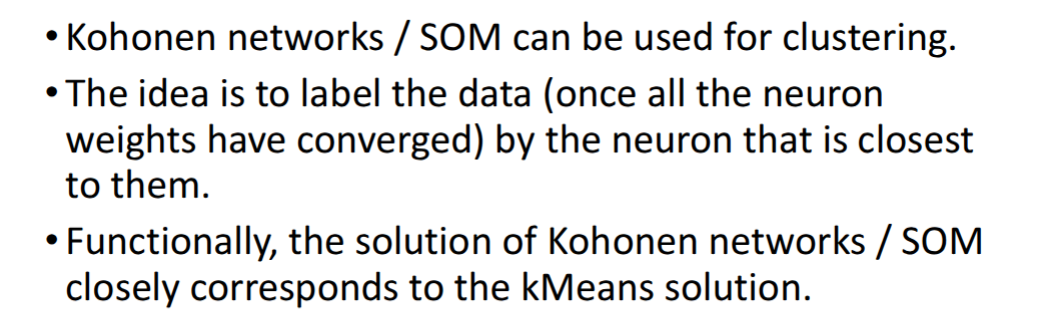 • Kohonen networks / SOM can be used for clustering.
• The idea is to label the data (once all the neuron
weights have converged) by the neuron that is closest
to them.
• Functionally, the solution of Kohonen networks / SOM
closely corresponds to the kMeans solution.